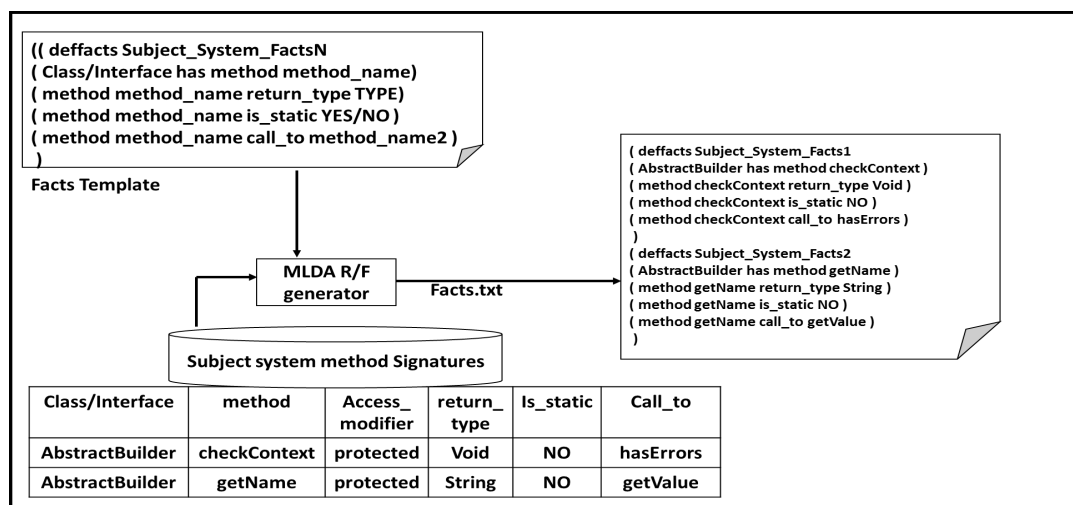 (( deffacts Subject_System_FactsN
( Class/Interface has method method_name)
( method method_name return_type TYPE)
( method method_name is_static YES/NO )
( method method_name call_to method_name2 )
)
Facts Template
MLDA R/F
generator
Facts.txt
( deffacts Subject_System_Facts1
( AbstractBuilder has method checkContext )
( method checkContext return_type Void )
( method checkContext is_static NO )
( method checkContext call_to hasErrors )
)
( deffacts Subject_System_Facts2
( AbstractBuilder has method getName )
( method getName return_type String )
( method getName is_static NO )
( method getName call_to getValue )
)
Subject system method Signatures
Class/Interface method Access_ modifier return_ type Is_static Call_to
AbstractBuilder checkContext protected Void NO hasErrors
AbstractBuilder getName protected String NO getValue